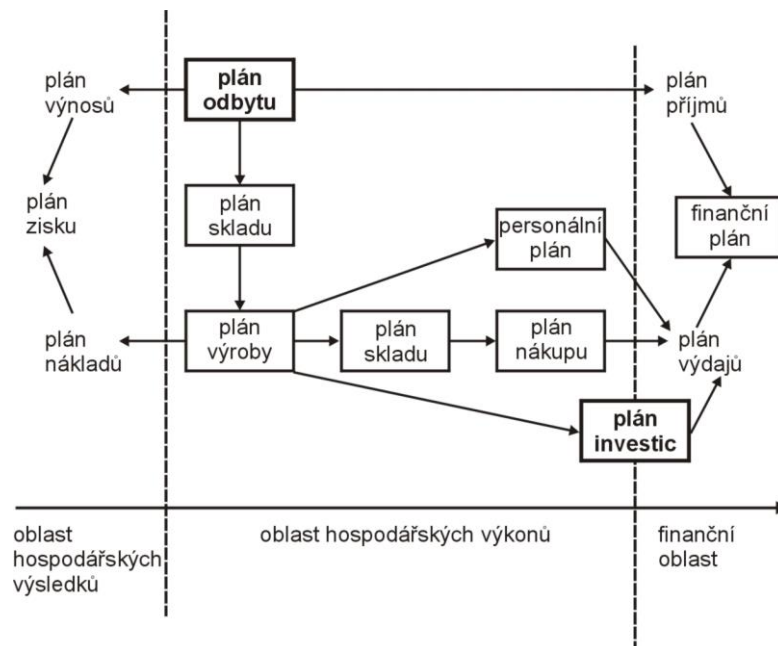 plán
výnosů
plán
odbytu
plán
příjmů
plán
zisku
plán
skladu
personální
plán
finanční
plán
plán
nákladů
plán
výroby
plán
skladu
plán
nákupu
plán
výdajů
plán
investic
oblast
hospodářských
výsledků
oblast hospodářských výkonů
finanční
oblast